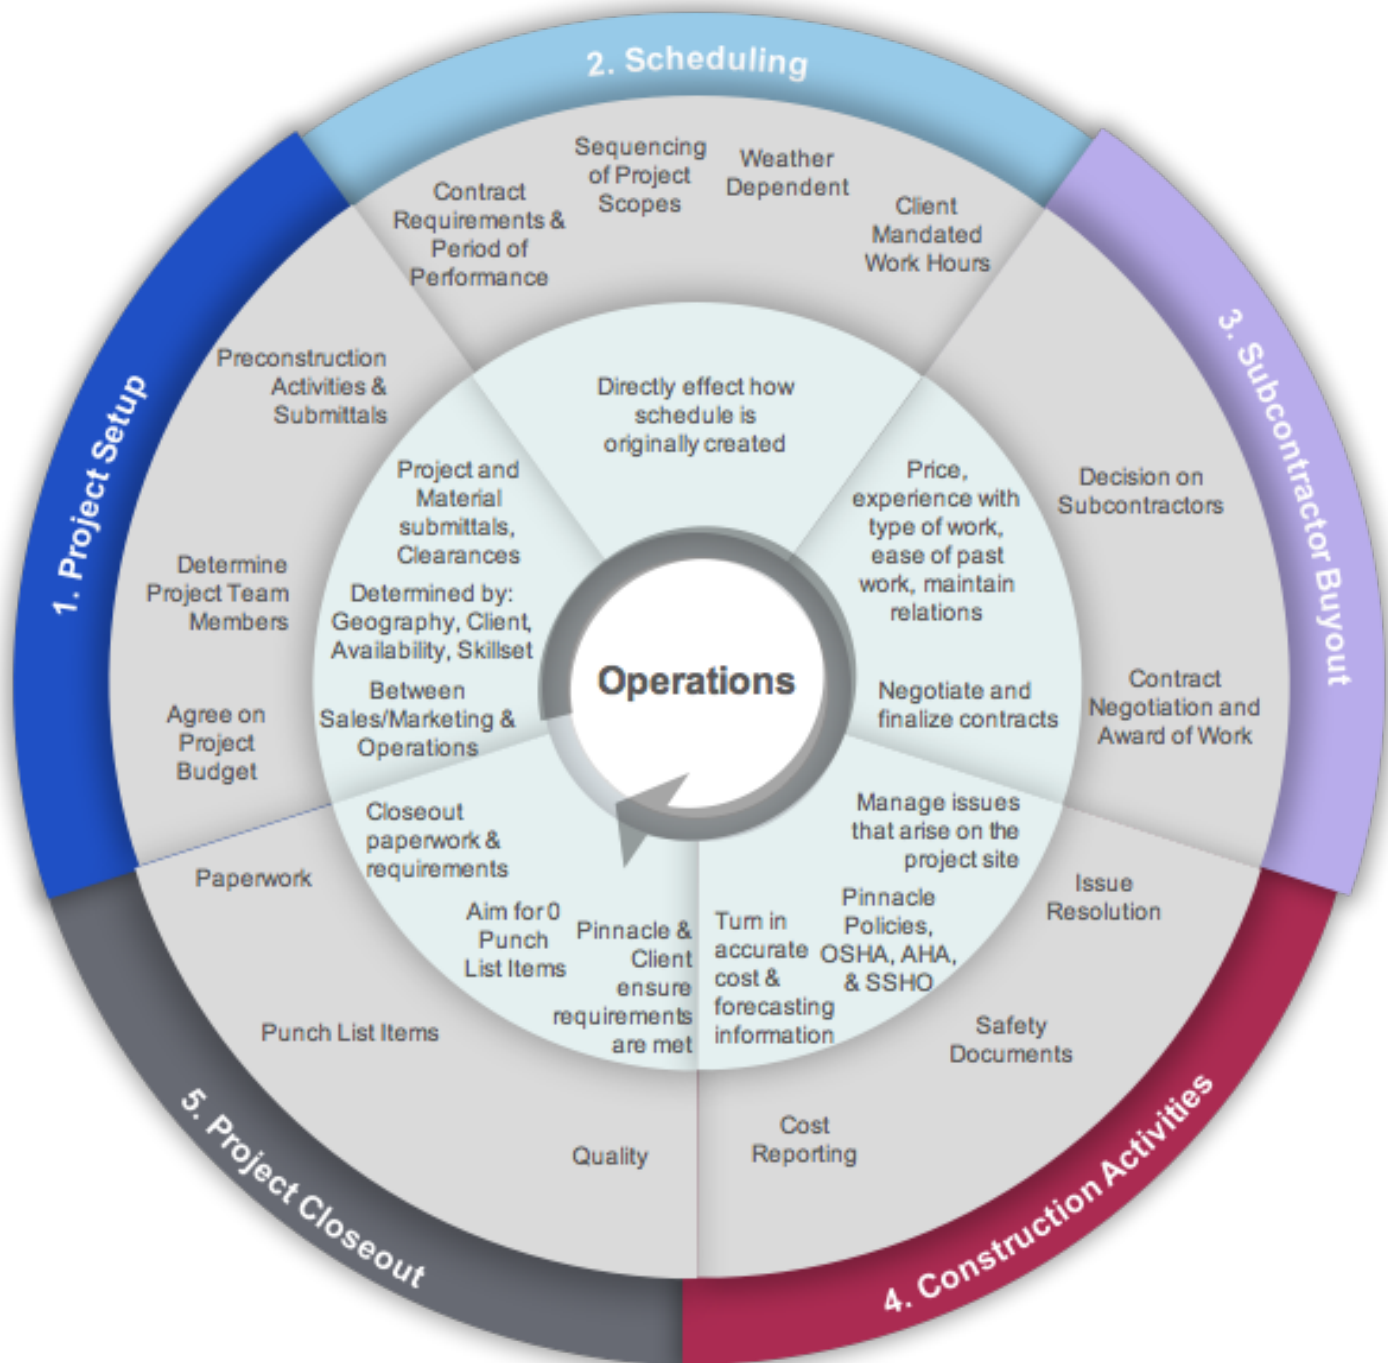 2. Scheduling
Sequencing
of Project
Scopes
Weather
Dependent
Contract
Requirements &
Period of
Performance
Client
Mandated
Work Hours
Directly effect how
schedule is
originally created
1. Project Setup
Preconstruction
Activities &
Submittals
Determine
Project Team
Members
Agree on
Project
Budget
Project and
Material
submittals,
Clearances
Determined by:
Geography, Client,
Availability, Skillset
Between
Sales/Marketing &
Operations
Operations
3. Subcontractor Buyout
Decision on
Subcontractors
Contract
Negotiation and
Award of Work
Price,
experience with
type of work,
ease of past
work, maintain
relations
Negotiate and
finalize contracts
4. Construction Activities
Issue
Resolution
Safety
Documents
Cost
Reporting
Manage issues
that arise on the
project site
Pinnacle
Policies,
OSHA, AHA,
& SSHO
Turn in
accurate
cost &
forecasting
information
5. Project Closeout
Paperwork
Punch List Items
Quality
Closeout
paperwork &
requirements
Aim for 0
Punch
List Items
Pinnacle &
Client
ensure
requirements
are met